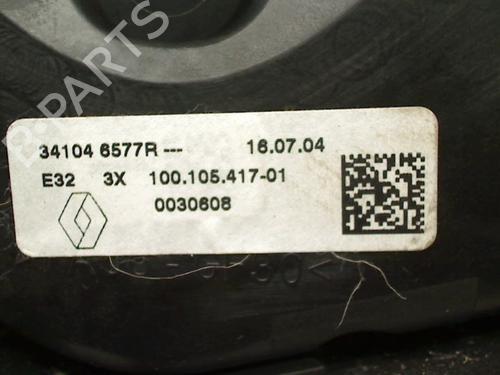 34104 6577R --- 16.07.04
E32 3X 100.105.417-01
0030608
B-PARTS